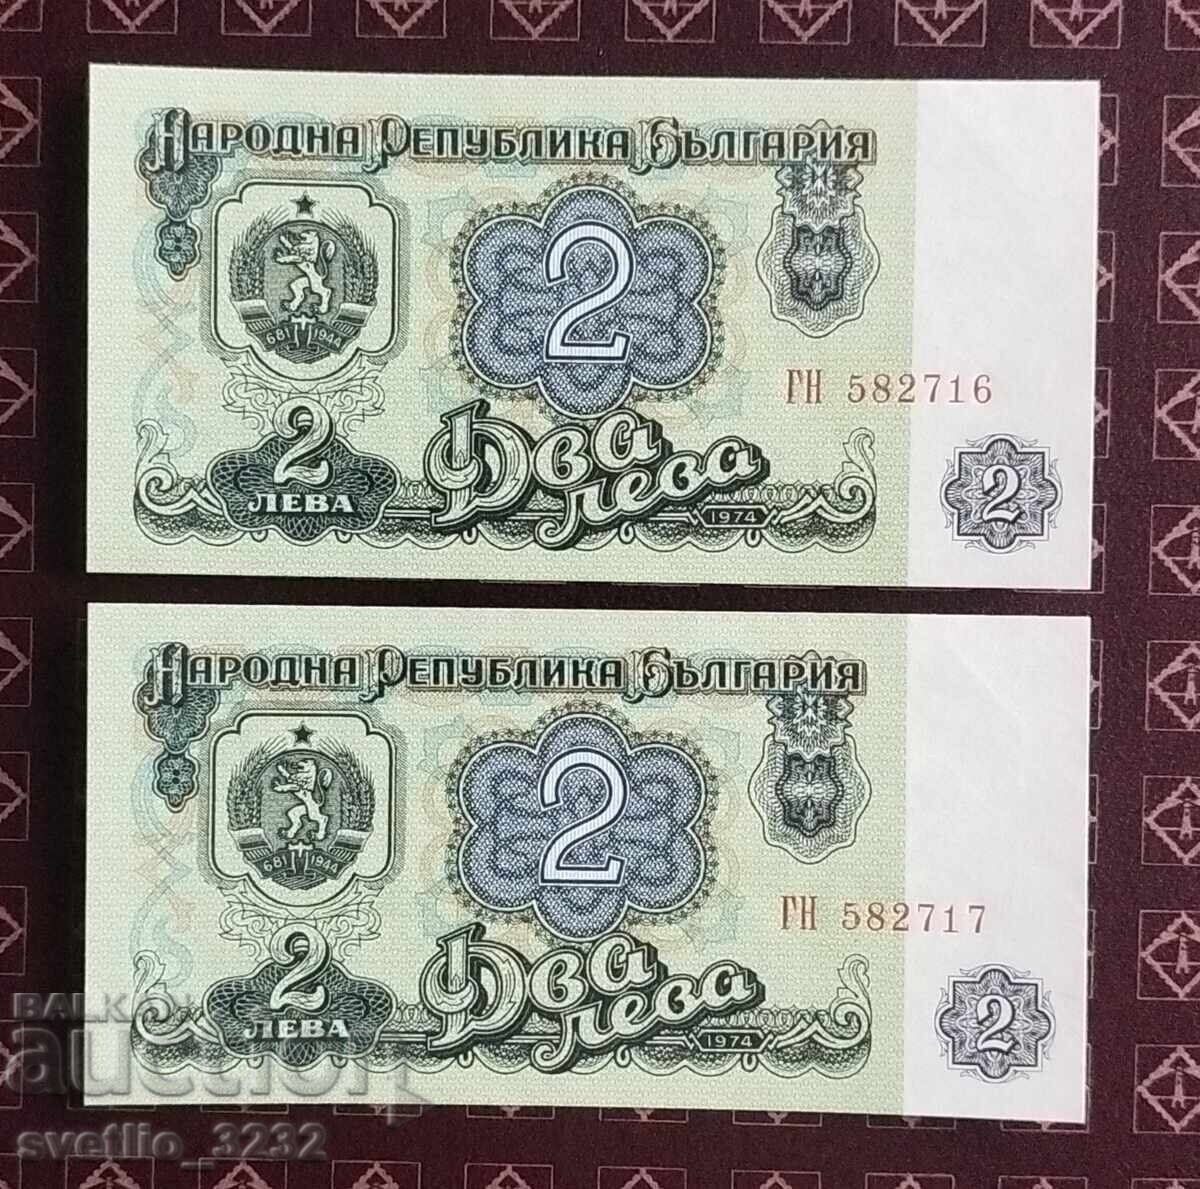 НАРОДНА РЕПУБЛИКА БЪЛГАРИЯ
2
681 1944
ГН 582716
2
ЛЕВА
Два
лева
1974
2
НАРОДНА РЕПУБЛИКА БЪЛГАРИЯ
2
681 1944
ГН 582717
2
ЛЕВА
Два
лева
1974
2
BALKAN
auction
svetlio_3232